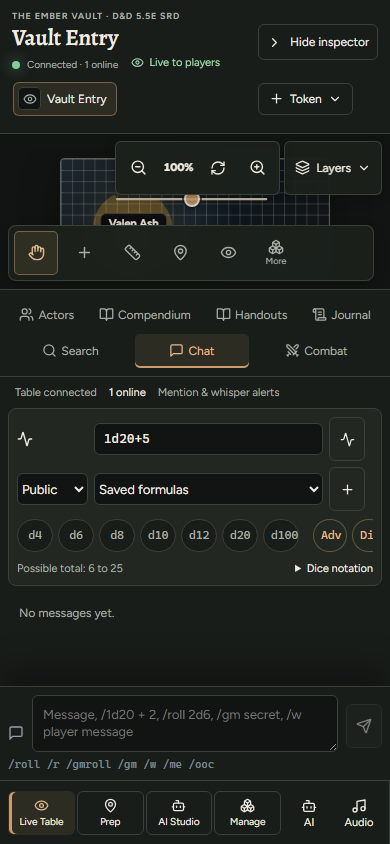 THE EMBER VAULT · D&D 5.5E SRD
Vault Entry
Hide inspector
Connected · 1 online
Live to players
Vault Entry
Token
100%
Layers
Valen Ash
More
Actors
Compendium
Handouts
Journal
Search
Chat
Combat
Table connected 1 online Mention & whisper alerts
1d20+5
Public
Saved formulas
d4 d6 d8 d10 d12 d20 d100 Adv
Possible total: 6 to 25
Dice notation
No messages yet.
Message, /1d20 + 2, /roll 2d6, /gm secret, /w
player message
/roll /r /gmroll /gm /w /me /ooc
Live Table
Prep
AI Studio
Manage
AI
Audio